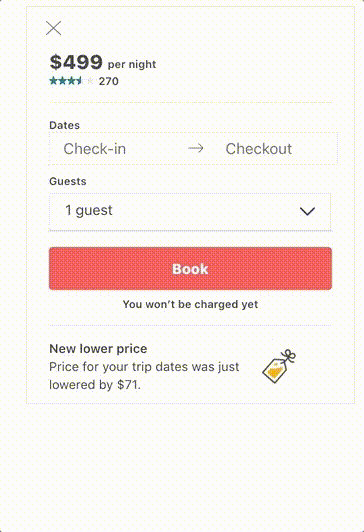 $499 per night
270
Dates
Check-in Checkout
Guests
1 guest
Book
You won't be charged yet
New lower price
Price for your trip dates was just
lowered by $71.